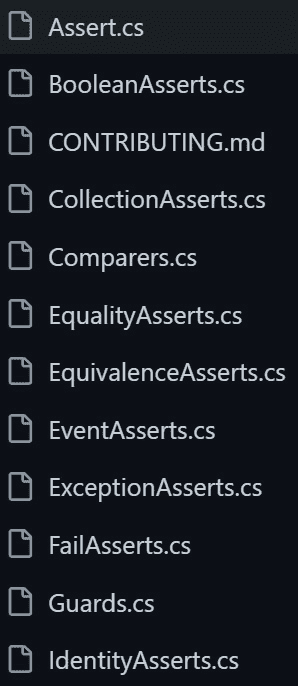 Assert.cs
BooleanAsserts.cs
CONTRIBUTING.md
CollectionAsserts.cs
Comparers.cs
EqualityAsserts.cs
EquivalenceAsserts.cs
EventAsserts.cs
ExceptionAsserts.cs
FailAsserts.cs
Guards.cs
IdentityAsserts.cs